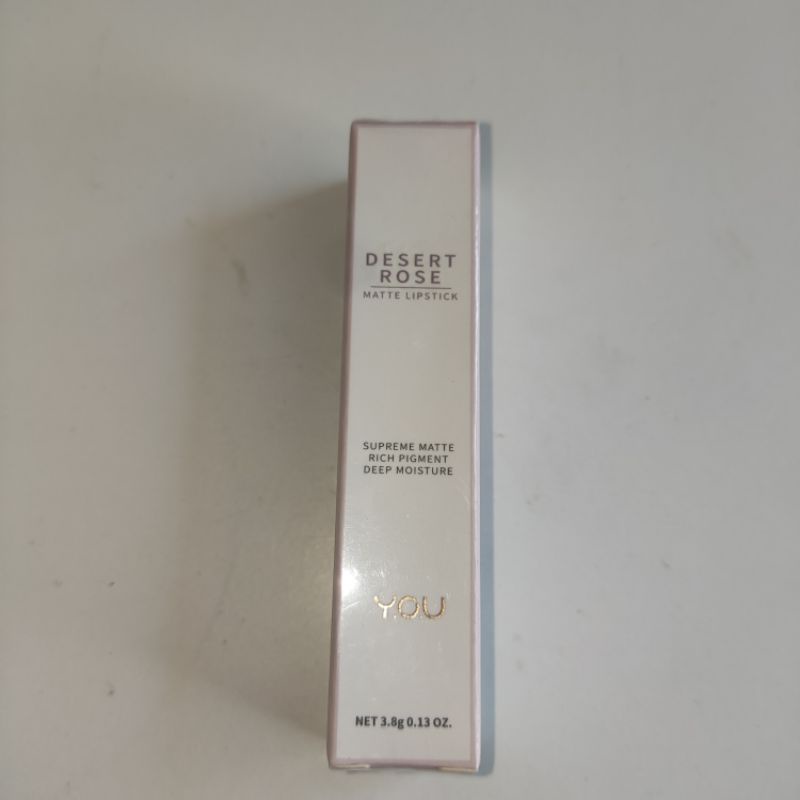 DESERT
ROSE
MATTE LIPSTICK
SUPREME MATTE
RICH PIGMENT
DEEP MOISTURE
Y.O.U
NET 3.8g 0.13 OZ.